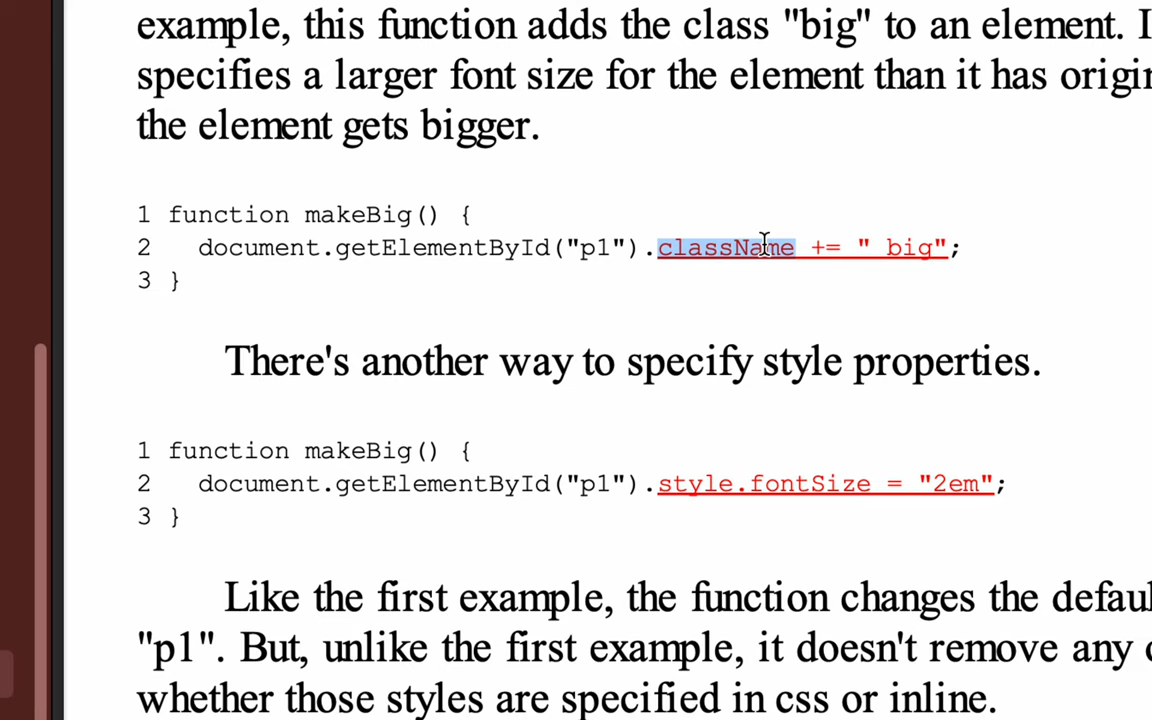 example, this function adds the class "big" to an element. I
specifies a larger font size for the element than it has origin
the element gets bigger.
1 function makeBig() {
2   document.getElementById("p1").className += " big";
3 }
There's another way to specify style properties.
1 function makeBig() {
2   document.getElementById("p1").style.fontSize = "2em";
3 }
Like the first example, the function changes the defaul
"p1". But, unlike the first example, it doesn't remove any
whether those styles are specified in css or inline.